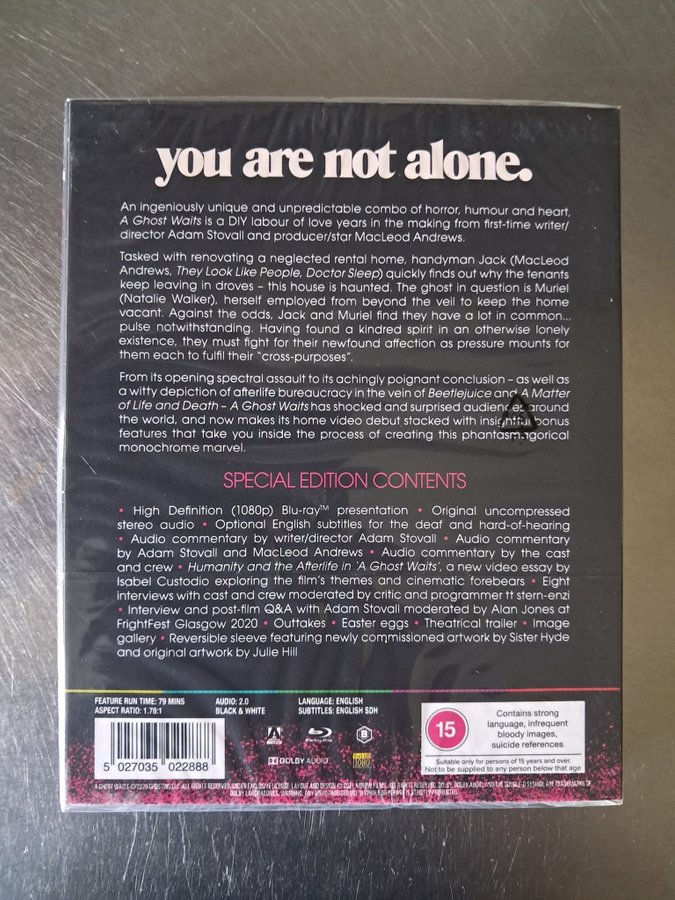 you are not alone.
An ingeniously unique and unpredictable combo of horror, humour and heart,
A Ghost Waits is a DIY labour of love years in the making from first-time writer/
director Adam Stovall and producer/star MacLeod Andrews.
Tasked with renovating a neglected rental home, handyman Jack (MacLeod
Andrews, They Look Like People, Doctor Sleep) quickly finds out why the tenants
keep leaving in droves – this house is haunted. The ghost in question is Muriel
(Natalie Walker), herself employed from beyond the veil to keep the home
vacant. Against the odds, Jack and Muriel find they have a lot in common...
pulse notwithstanding. Having found a kindred spirit in an otherwise lonely
existence, they must fight for their newfound affection as pressure mounts for
them each to fulfil their "cross-purposes".
From its opening spectral assault to its achingly poignant conclusion – as well as
a witty depiction of afterlife bureaucracy in the vein of Beetlejuice and A Matter
of Life and Death – A Ghost Waits has shocked and surprised audiences around
the world, and now makes its home video debut stacked with insightful bonus
features that take you inside the process of creating this phantasmagorical
monochrome marvel.
SPECIAL EDITION CONTENTS
• High Definition (1080p) Blu-ray™ presentation • Original uncompressed
stereo audio • Optional English subtitles for the deaf and hard-of-hearing
• Audio commentary by writer/director Adam Stovall • Audio commentary
by Adam Stovall and MacLeod Andrews • Audio commentary by the cast
and crew • Humanity and the Afterlife in 'A Ghost Waits', a new video essay by
Isabel Custodio exploring the film's themes and cinematic forebears • Eight
interviews with cast and crew moderated by critic and programmer tt stern-enzi
• Interview and post-film Q&A with Adam Stovall moderated by Alan Jones at
FrightFest Glasgow 2020 • Outtakes • Easter eggs • Theatrical trailer • Image
gallery • Reversible sleeve featuring newly commissioned artwork by Sister Hyde
and original artwork by Julie Hill
FEATURE RUN TIME: 79 MINS AUDIO: 2.0 LANGUAGE: ENGLISH
ASPECT RATIO: 1.78:1 BLACK & WHITE SUBTITLES: ENGLISH SDH
5 027035 022888
ARROW Blu-ray Disc B
DOLBY AUDIO 1080
15
Contains strong
language, infrequent
bloody images,
suicide references
Suitable only for persons of 15 years and over.
Not to be supplied to any person below that age